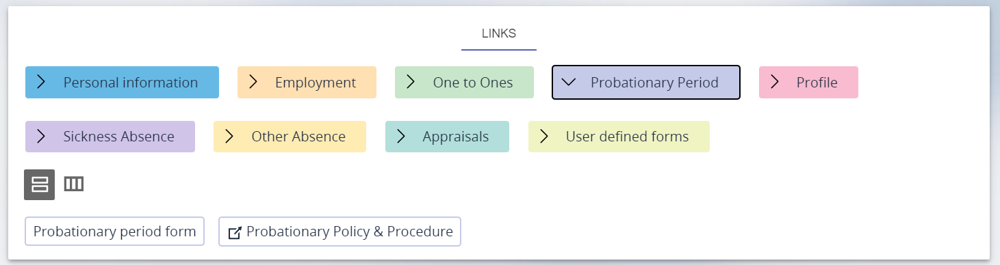 LINKS
Personal information Employment One to Ones Probationary Period Profile
Sickness Absence Other Absence Appraisals User defined forms
Probationary period form Probationary Policy & Procedure